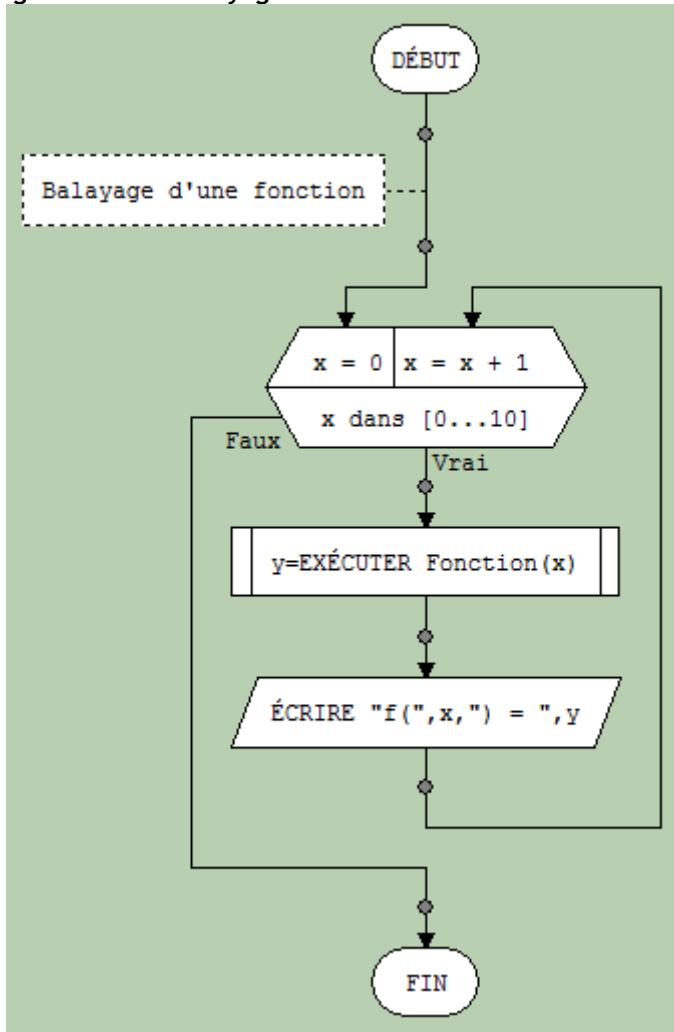 DÉBUT
Balayage d'une fonction
x = 0 x = x + 1
x dans [0...10]
Faux
Vrai
y=EXÉCUTER Fonction(x)
ÉCRIRE "f(",x,") = ",y
FIN